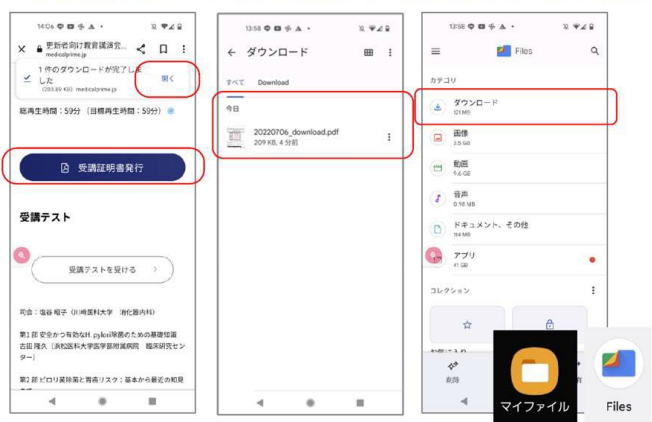 14:06
更新者向け教育講演会...
medicalprime.jp
1 件のダウンロードが完了しま
した
(203.89 KB) medicalprime.jp
開く
総再生時間：59分 （目標再生時間：59分）
受講証明書発行
受講テスト
受講テストを受ける
司会：塩谷 昭子（川崎医科大学 消化器内科）
第1部 安全かつ有効なH. pylori除菌のための基礎知識
古田 隆久（浜松医科大学医学部附属病院 臨床研究セン
ター）
第2部 ピロリ菌除菌と胃癌リスク：基本から最近の知見
13:58
ダウンロード
すべて
Download
今日
20220706_download.pdf
209 KB, 4 分前
13:58
Files
カテゴリ
ダウンロード
121 MB
画像
2.5 GB
動画
9.6 GB
音声
0.98 MB
ドキュメント、その他
114 MB
アプリ
41 GB
コレクション
お気に入り
削除
マイファイル
Files